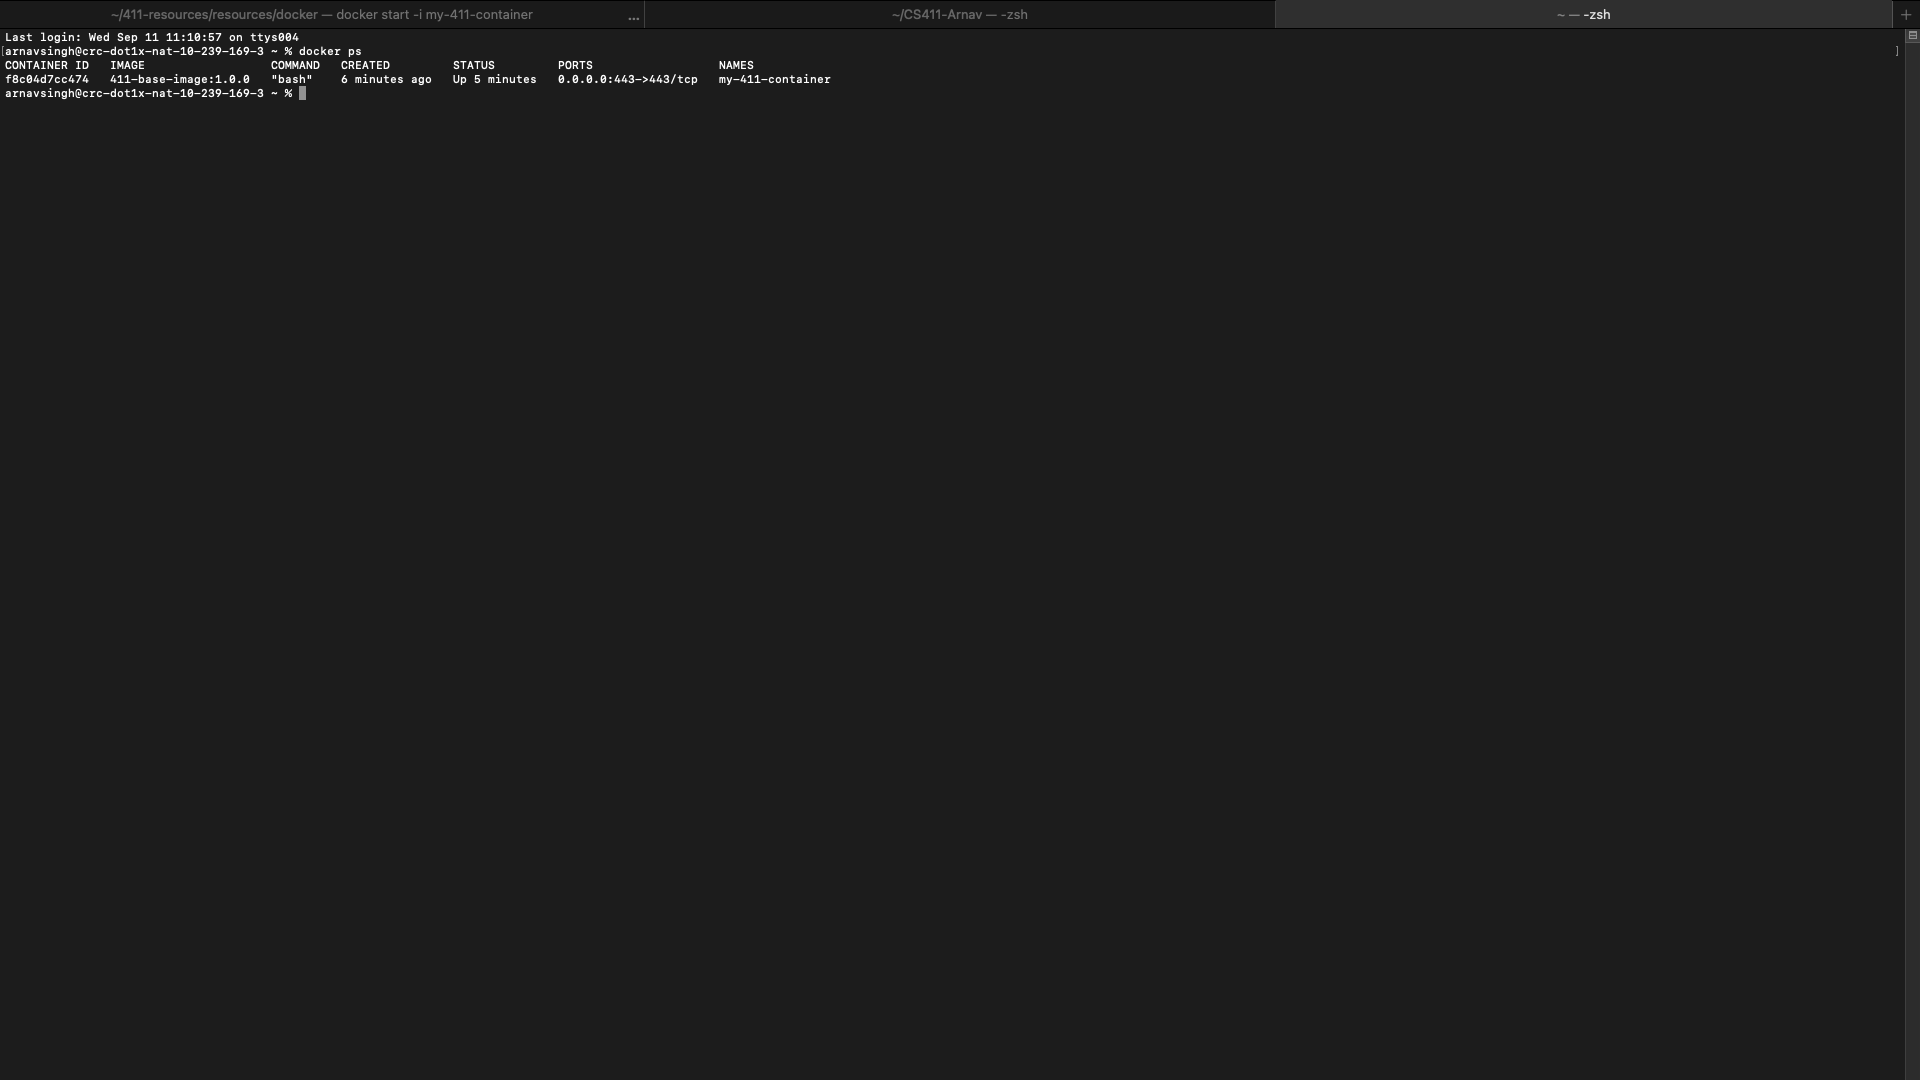 ~/411-resources/resources/docker — docker start -i my-411-container ...
~/CS411-Arnav — -zsh
~ — -zsh
+
Last login: Wed Sep 11 11:10:57 on ttys004
[arnavsingh@crc-dot1x-nat-10-239-169-3 ~ % docker ps ]
CONTAINER ID IMAGE COMMAND CREATED STATUS PORTS NAMES
f8c04d7cc474 411-base-image:1.0.0 "bash" 6 minutes ago Up 5 minutes 0.0.0.0:443->443/tcp my-411-container
arnavsingh@crc-dot1x-nat-10-239-169-3 ~ %